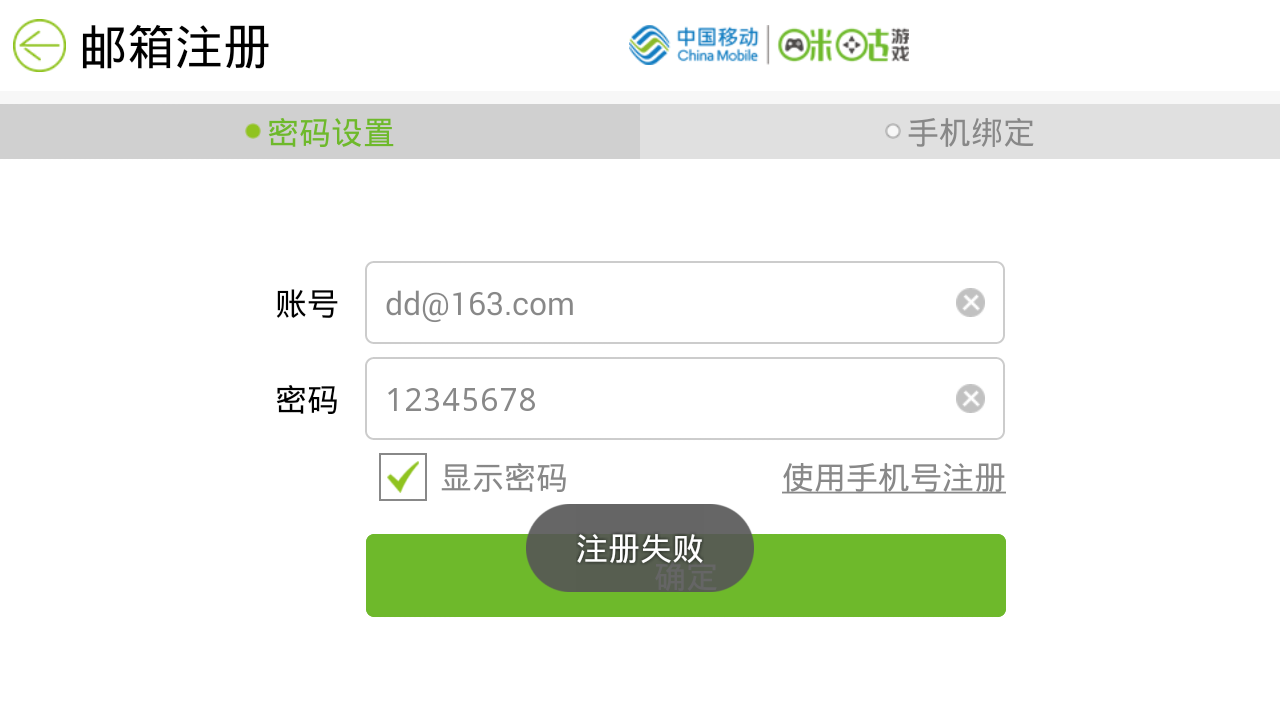 邮箱注册
中国移动
China Mobile
咪咕游戏
密码设置
手机绑定
账号
dd@163.com
密码
12345678
显示密码
使用手机号注册
注册失败
确定